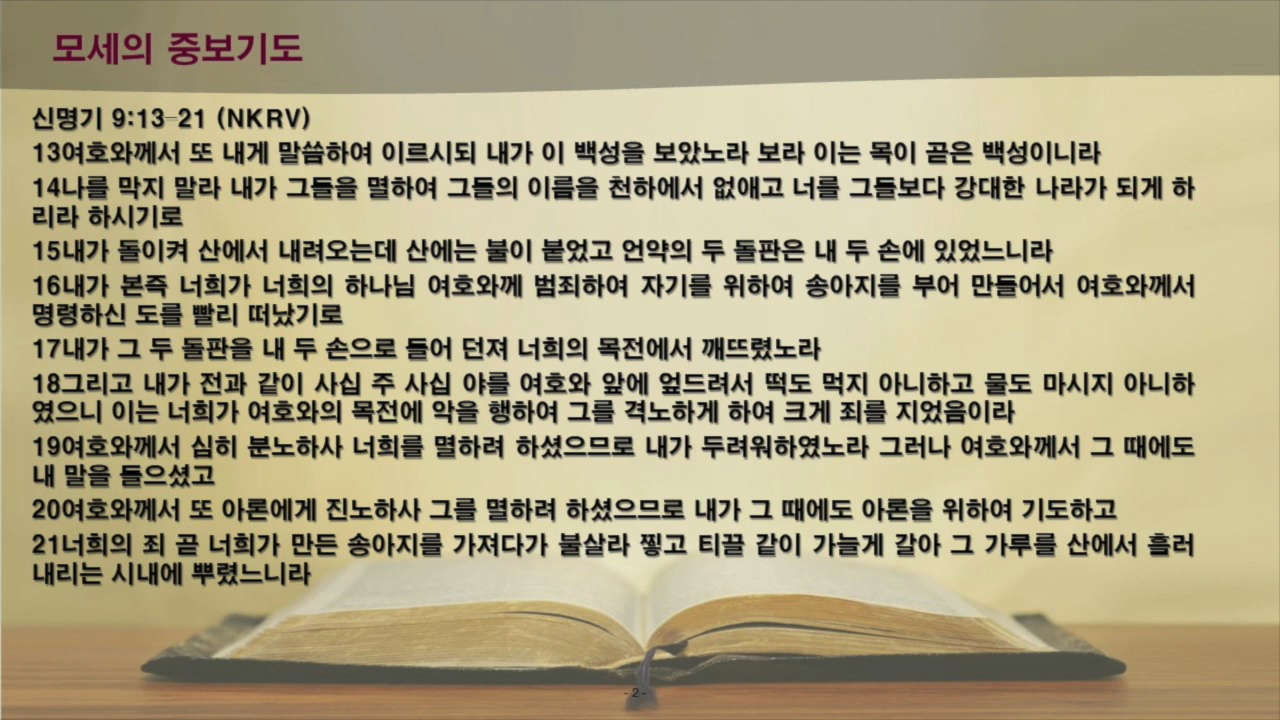 모세의 중보기도
신명기 9:13-21 (NKRV)
13여호와께서 또 내게 말씀하여 이르시되 내가 이 백성을 보았노라 보라 이는 목이 곧은 백성이니라
14나를 막지 말라 내가 그들을 멸하여 그들의 이름을 천하에서 없애고 너를 그들보다 강대한 나라가 되게 하
리라 하시기로
15내가 돌이켜 산에서 내려오는데 산에는 불이 붙었고 언약의 두 돌판은 내 두 손에 있었느니라
16내가 본즉 너희가 너희의 하나님 여호와께 범죄하여 자기를 위하여 송아지를 부어 만들어서 여호와께서
명령하신 도를 빨리 떠났기로
17내가 그 두 돌판을 내 두 손으로 들어 던져 너희의 목전에서 깨뜨렸노라
18그리고 내가 전과 같이 사십 주 사십 야를 여호와 앞에 엎드려서 떡도 먹지 아니하고 물도 마시지 아니하
였으니 이는 너희가 여호와의 목전에 악을 행하여 그를 격노하게 하여 크게 죄를 지었음이라
19여호와께서 심히 분노하사 너희를 멸하려 하셨으므로 내가 두려워하였노라 그러나 여호와께서 그 때에도
내 말을 들으셨고
20여호와께서 또 아론에게 진노하사 그를 멸하려 하셨으므로 내가 그 때에도 아론을 위하여 기도하고
21너희의 죄 곧 너희가 만든 송아지를 가져다가 불살라 찧고 티끌 같이 가늘게 갈아 그 가루를 산에서 흘러
내리는 시내에 뿌렸느니라
- 2 -